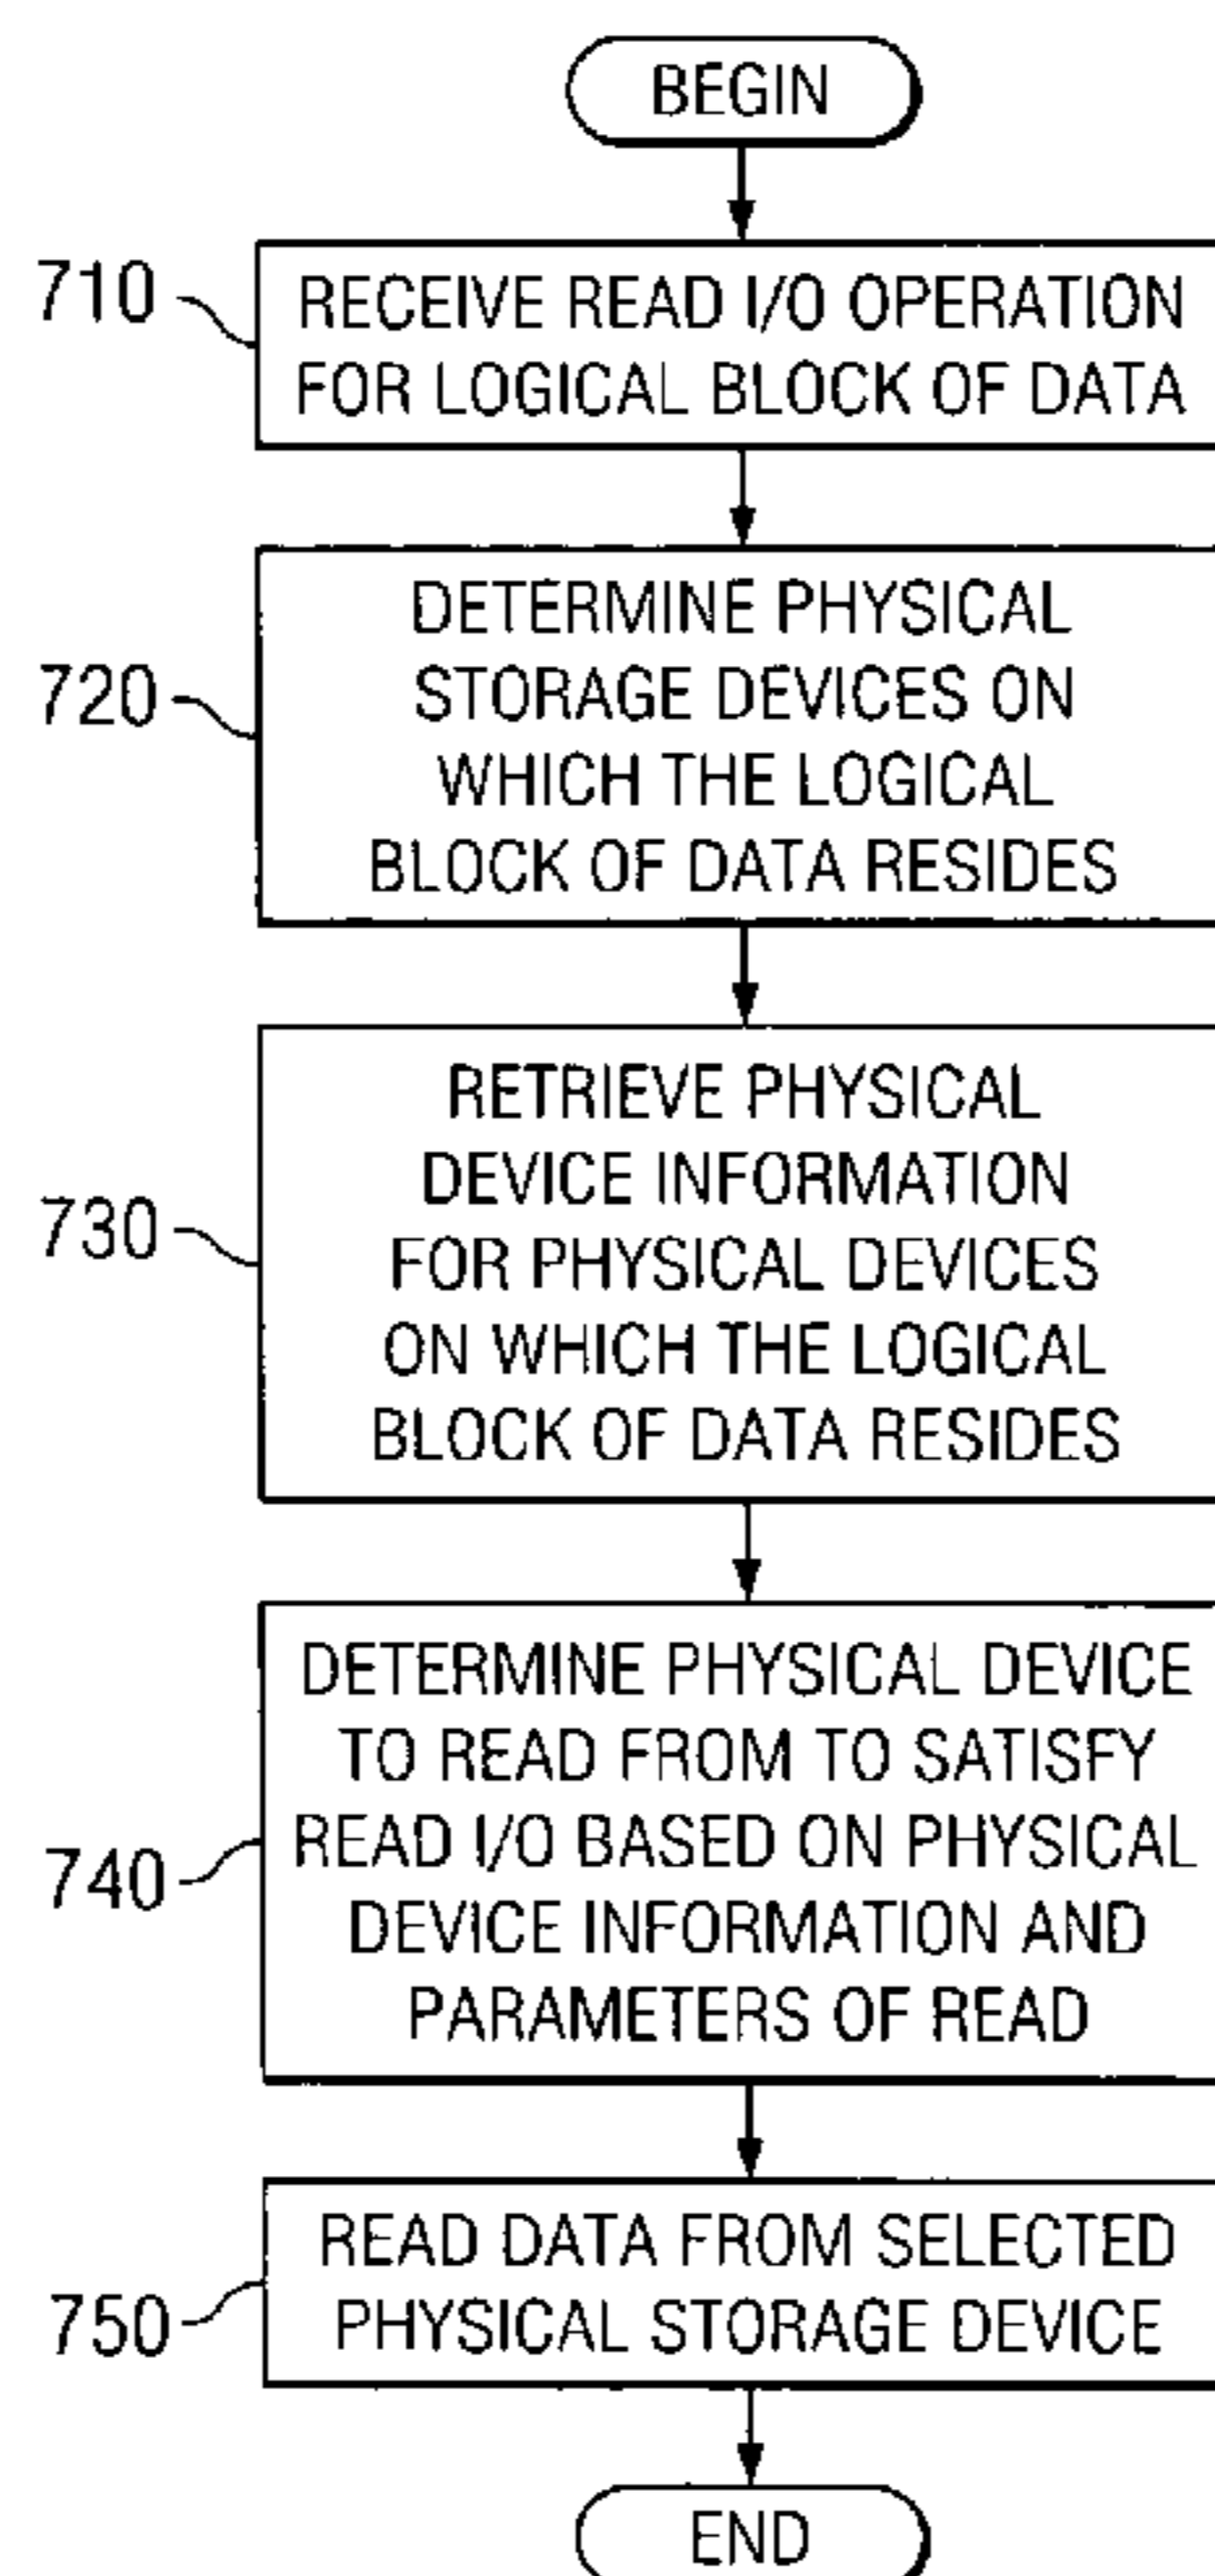 BEGIN
710
RECEIVE READ I/O OPERATION
FOR LOGICAL BLOCK OF DATA
720
DETERMINE PHYSICAL
STORAGE DEVICES ON
WHICH THE LOGICAL
BLOCK OF DATA RESIDES
730
RETRIEVE PHYSICAL
DEVICE INFORMATION
FOR PHYSICAL DEVICES
ON WHICH THE LOGICAL
BLOCK OF DATA RESIDES
740
DETERMINE PHYSICAL DEVICE
TO READ FROM TO SATISFY
READ I/O BASED ON PHYSICAL
DEVICE INFORMATION AND
PARAMETERS OF READ
750
READ DATA FROM SELECTED
PHYSICAL STORAGE DEVICE
END